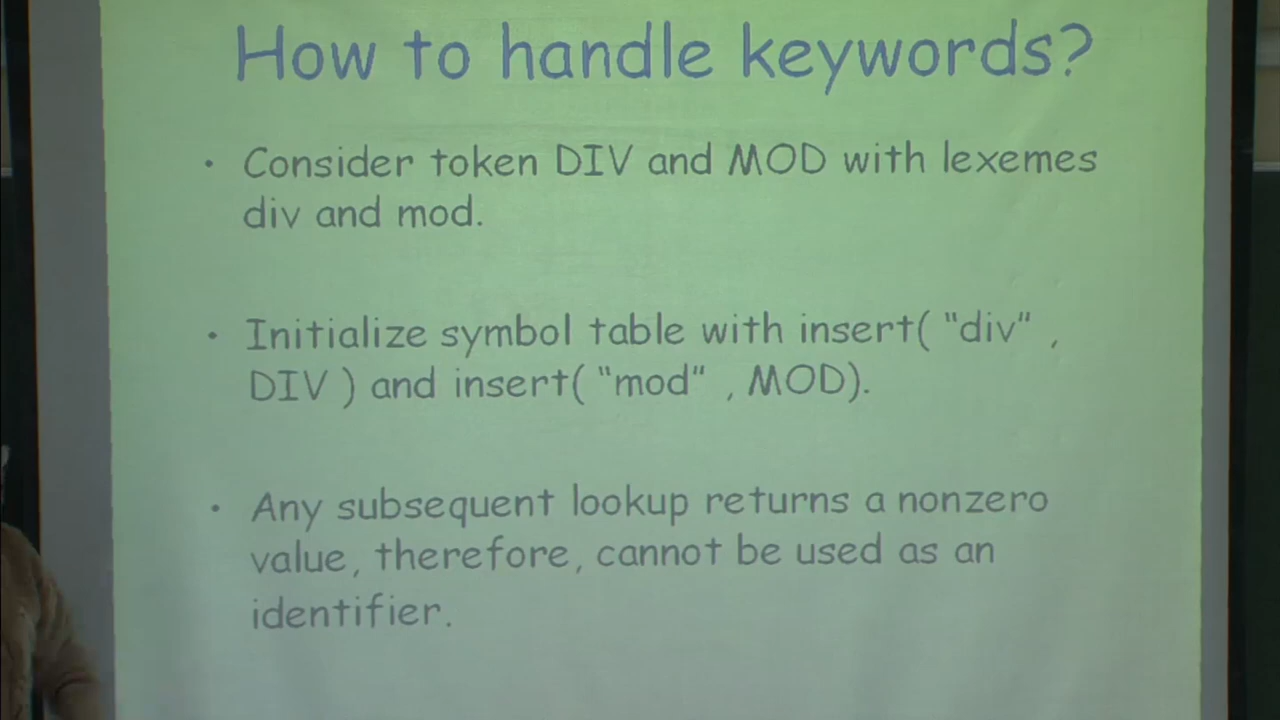 How to handle keywords?
• Consider token DIV and MOD with lexemes
div and mod.
• Initialize symbol table with insert( "div" ,
DIV ) and insert( "mod" , MOD).
• Any subsequent lookup returns a nonzero
value, therefore, cannot be used as an
identifier.